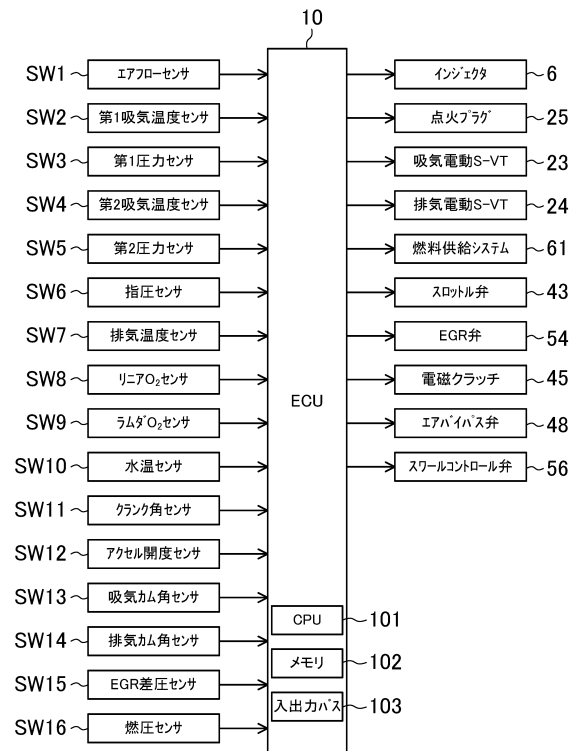 10
SW1 エアフローセンサ
SW2 第1吸気温度センサ
SW3 第1圧力センサ
SW4 第2吸気温度センサ
SW5 第2圧力センサ
SW6 指圧センサ
SW7 排気温度センサ
SW8 リニアO₂センサ
SW9 ラムダO₂センサ
SW10 水温センサ
SW11 クランク角センサ
SW12 アクセル開度センサ
SW13 吸気カム角センサ
SW14 排気カム角センサ
SW15 EGR差圧センサ
SW16 燃圧センサ
ECU
CPU 101
メモリ 102
入出力バス 103
インジェクタ 6
点火プラグ 25
吸気電動S-VT 23
排気電動S-VT 24
燃料供給システム 61
スロットル弁 43
EGR弁 54
電磁クラッチ 45
エアバイパス弁 48
スワールコントロール弁 56